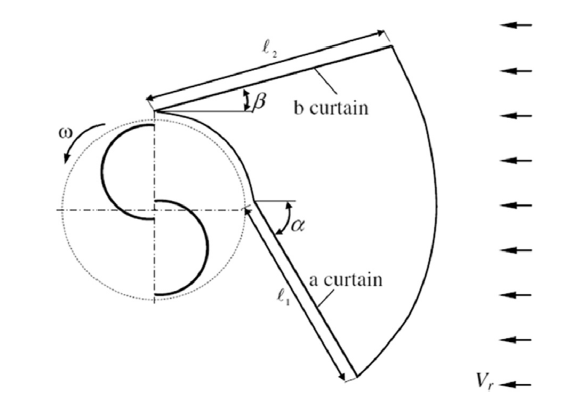 ℓ₂
β
b curtain
ω
α
a curtain
ℓ₁
Vᵣ